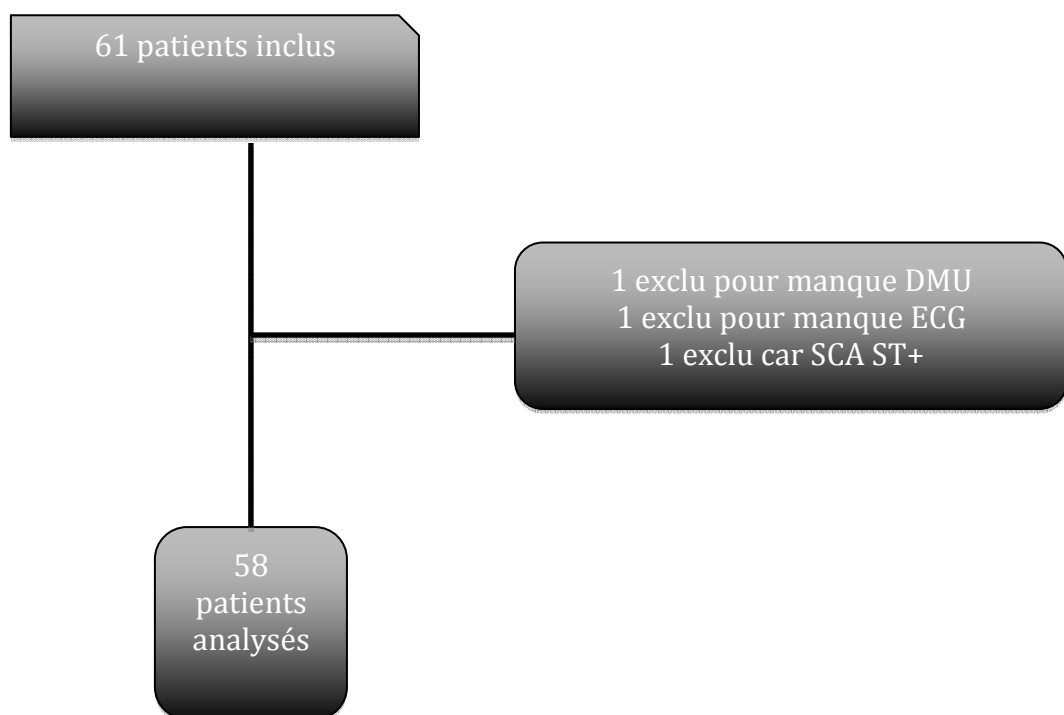 61 patients inclus
1 exclu pour manque DMU
1 exclu pour manque ECG
1 exclu car SCA ST+
58
patients
analysés